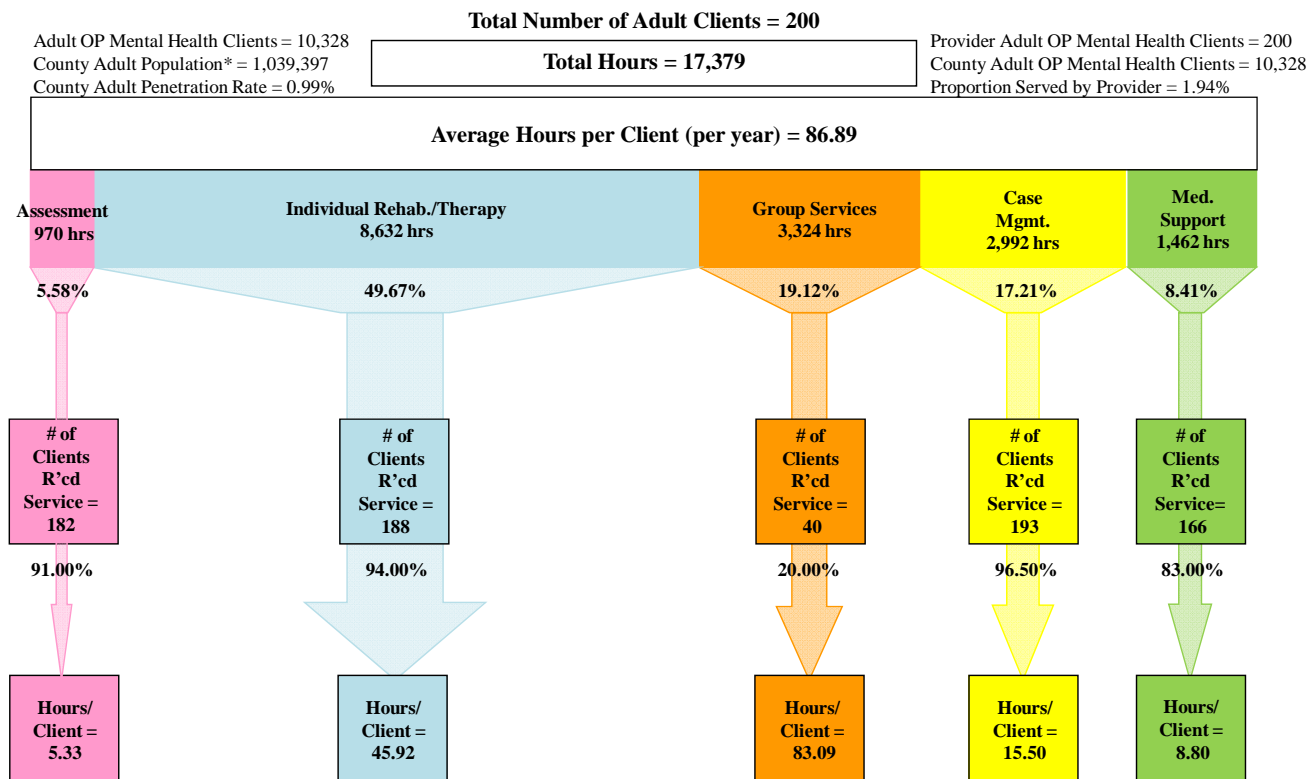 Total Number of Adult Clients = 200
Adult OP Mental Health Clients = 10,328
County Adult Population* = 1,039,397
County Adult Penetration Rate = 0.99%
Total Hours = 17,379
Provider Adult OP Mental Health Clients = 200
County Adult OP Mental Health Clients = 10,328
Proportion Served by Provider = 1.94%
Average Hours per Client (per year) = 86.89
Assessment
970 hrs
Individual Rehab./Therapy
8,632 hrs
Group Services
3,324 hrs
Case
Mgmt.
2,992 hrs
Med.
Support
1,462 hrs
5.58%
49.67%
19.12%
17.21%
8.41%
# of
Clients
R’cd
Service =
182
# of
Clients
R’cd
Service =
188
# of
Clients
R’cd
Service =
40
# of
Clients
R’cd
Service =
193
# of
Clients
R’cd
Service=
166
91.00%
94.00%
20.00%
96.50%
83.00%
Hours/
Client =
5.33
Hours/
Client =
45.92
Hours/
Client =
83.09
Hours/
Client =
15.50
Hours/
Client =
8.80